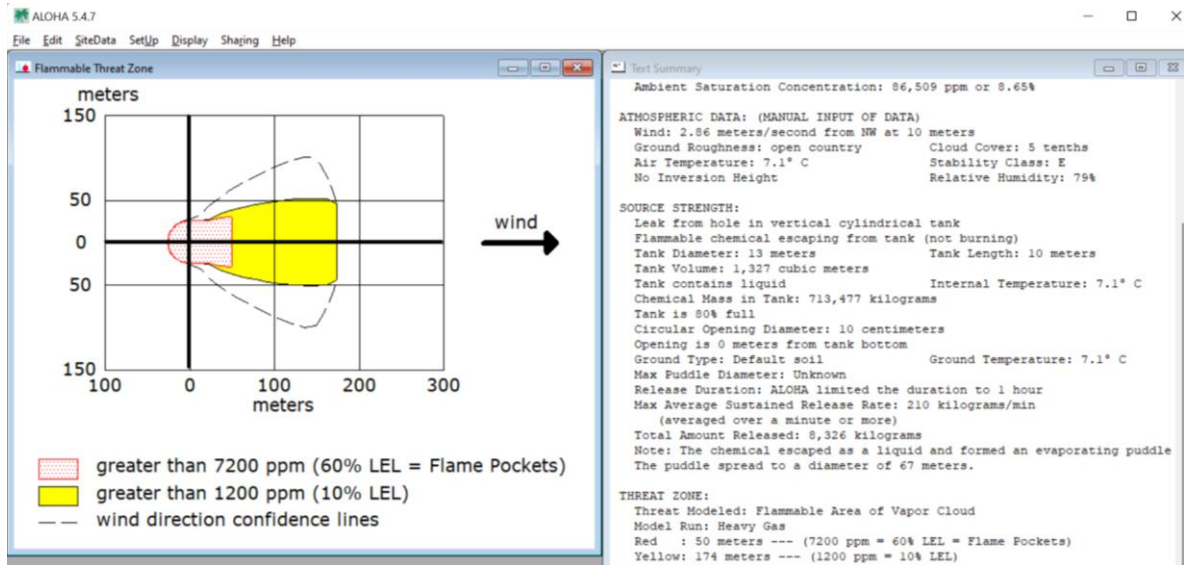 ALOHA 5.4.7
File Edit SiteData SetUp Display Sharing Help
Flammable Threat Zone
meters
150
50
0
50
150
100 0 100 200 300
meters
wind
greater than 7200 ppm (60% LEL = Flame Pockets)
greater than 1200 ppm (10% LEL)
wind direction confidence lines
Text Summary
Ambient Saturation Concentration: 86,509 ppm or 8.65%
ATMOSPHERIC DATA: (MANUAL INPUT OF DATA)
Wind: 2.86 meters/second from NW at 10 meters
Ground Roughness: open country Cloud Cover: 5 tenths
Air Temperature: 7.1° C Stability Class: E
No Inversion Height Relative Humidity: 79%
SOURCE STRENGTH:
Leak from hole in vertical cylindrical tank
Flammable chemical escaping from tank (not burning)
Tank Diameter: 13 meters Tank Length: 10 meters
Tank Volume: 1,327 cubic meters
Tank contains liquid Internal Temperature: 7.1° C
Chemical Mass in Tank: 713,477 kilograms
Tank is 80% full
Circular Opening Diameter: 10 centimeters
Opening is 0 meters from tank bottom
Ground Type: Default soil Ground Temperature: 7.1° C
Max Puddle Diameter: Unknown
Release Duration: ALOHA limited the duration to 1 hour
Max Average Sustained Release Rate: 210 kilograms/min
(averaged over a minute or more)
Total Amount Released: 8,326 kilograms
Note: The chemical escaped as a liquid and formed an evaporating puddle
The puddle spread to a diameter of 67 meters.
THREAT ZONE:
Threat Modeled: Flammable Area of Vapor Cloud
Model Run: Heavy Gas
Red : 50 meters --- (7200 ppm = 60% LEL = Flame Pockets)
Yellow: 174 meters --- (1200 ppm = 10% LEL)